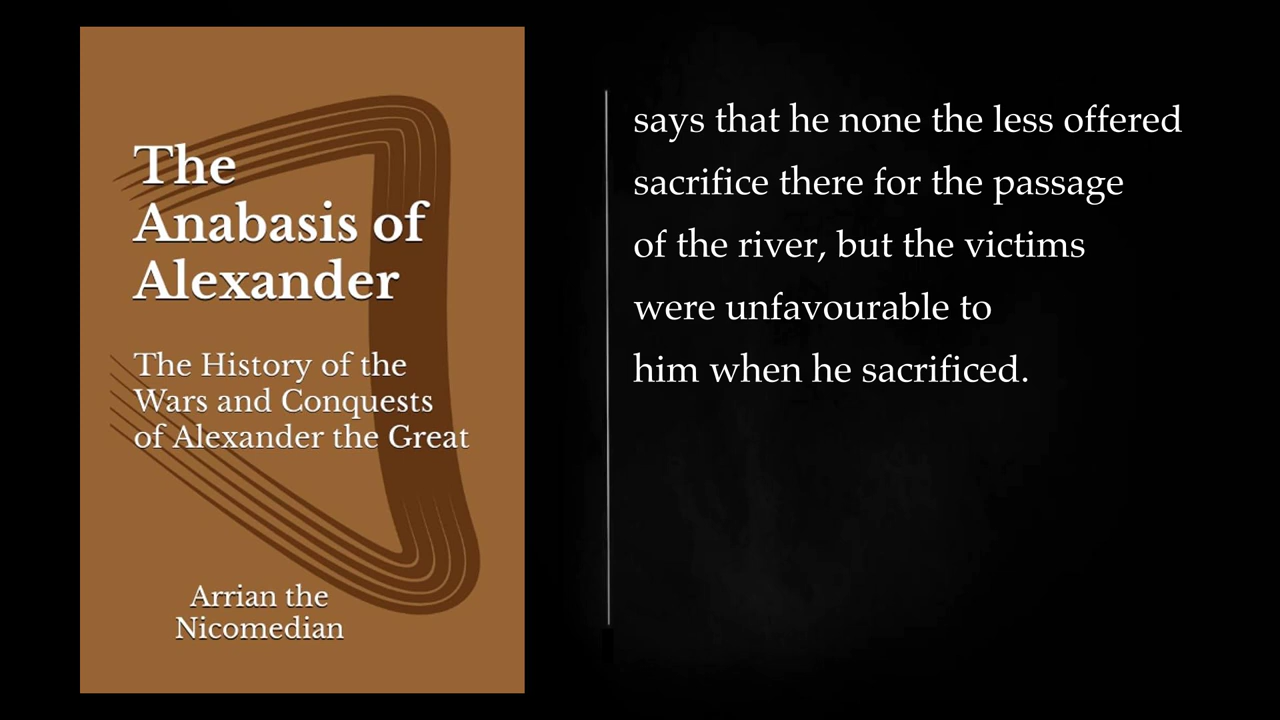 The
Anabasis of
Alexander
The History of the
Wars and Conquests
of Alexander the Great
Arrian the
Nicomedian
says that he none the less offered
sacrifice there for the passage
of the river, but the victims
were unfavourable to
him when he sacrificed.